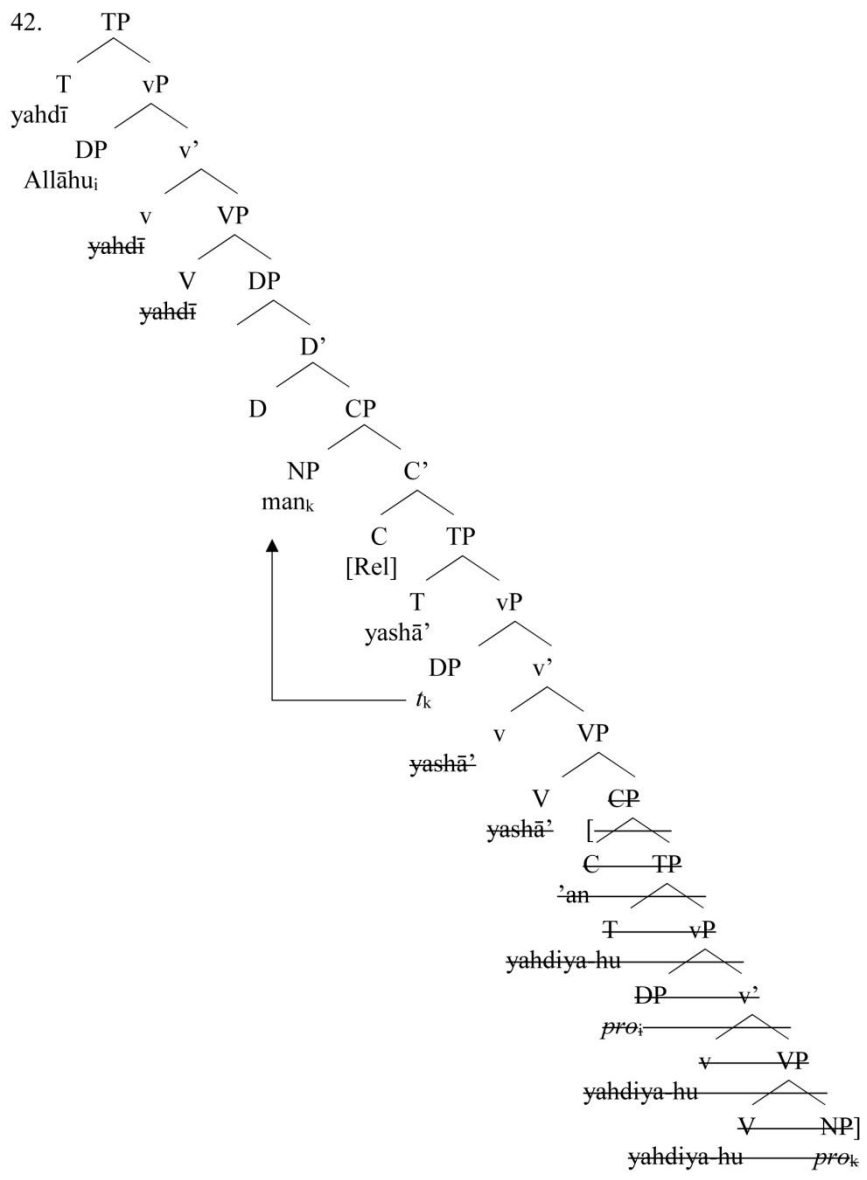 42. TP
T vP
yahdī
DP v’
Allāhuᵢ
v VP
yahdī
V DP
yahdī
D’
D CP
NP C’
manₖ
C TP
[Rel]
T vP
yashā’
DP v’
tₖ
v VP
yashā’
V CP
yashā’ [
C TP
’an
T vP
yahdiya-hu
DP v’
proᵢ
v VP
yahdiya-hu
V NP]
yahdiya-hu proₖ